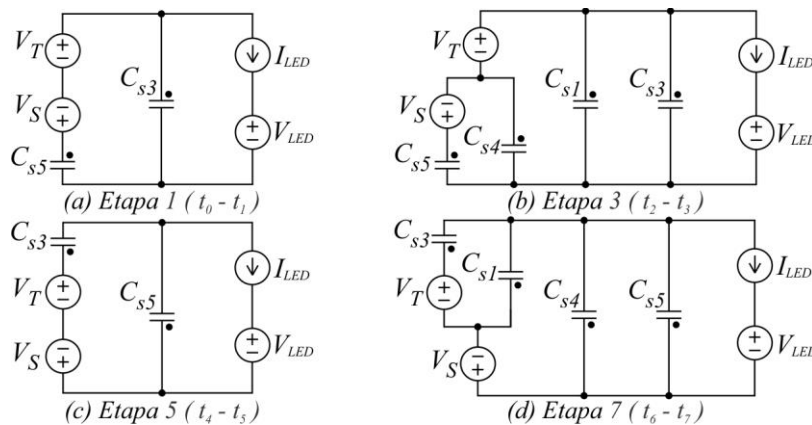 V_T
V_S
C_s5
C_s3
I_LED
V_LED
(a) Etapa 1 ( t_0 - t_1 )
V_T
V_S
C_s5
C_s4
C_s1
C_s3
I_LED
V_LED
(b) Etapa 3 ( t_2 - t_3 )
C_s3
V_T
V_S
C_s5
I_LED
V_LED
(c) Etapa 5 ( t_4 - t_5 )
C_s3
V_T
C_s1
V_S
C_s4
C_s5
I_LED
V_LED
(d) Etapa 7 ( t_6 - t_7 )